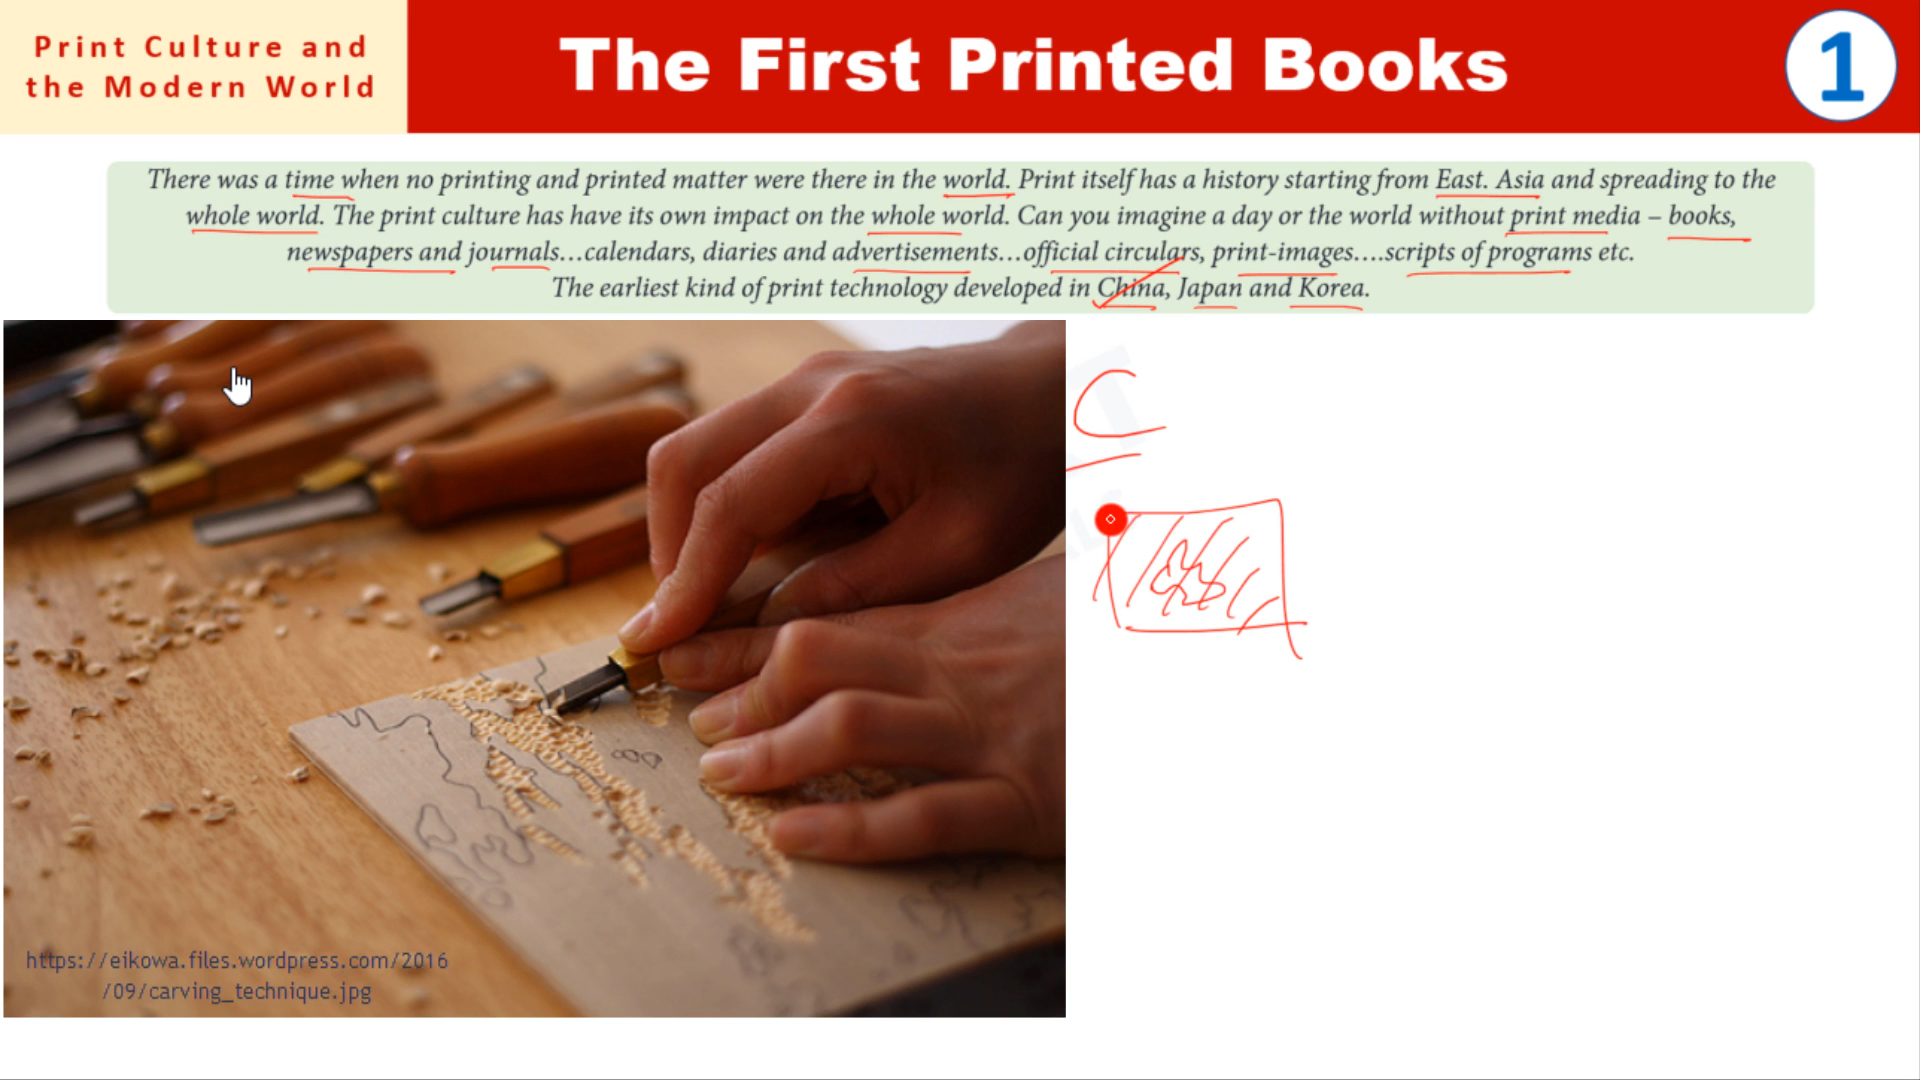 Print Culture and
the Modern World
The First Printed Books
1
There was a time when no printing and printed matter were there in the world. Print itself has a history starting from East. Asia and spreading to the
whole world. The print culture has have its own impact on the whole world. Can you imagine a day or the world without print media – books,
newspapers and journals…calendars, diaries and advertisements…official circulars, print-images….scripts of programs etc.
The earliest kind of print technology developed in China, Japan and Korea.
C
https://eikowa.files.wordpress.com/2016
/09/carving_technique.jpg